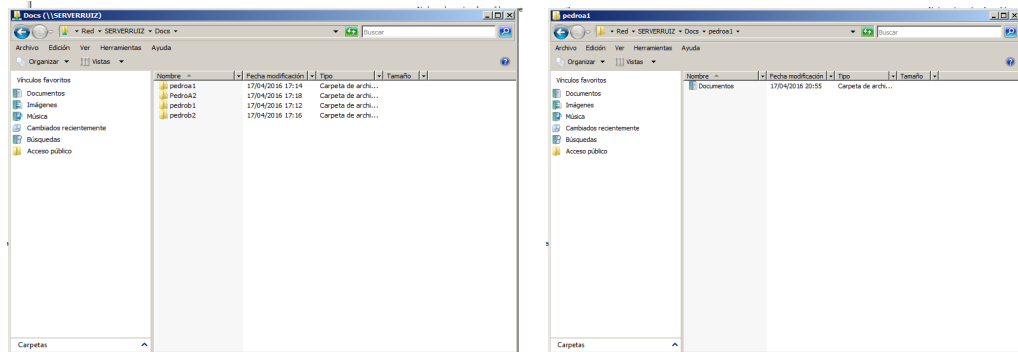 Docs (\\SERVERRUIZ)
Red SERVERRUIZ Docs
Buscar
Archivo Edición Ver Herramientas Ayuda
Organizar Vistas
Vínculos favoritos
Documentos
Imágenes
Música
Cambiados recientemente
Búsquedas
Acceso público
Carpetas
Nombre Fecha modificación Tipo Tamaño
pedroa1 17/04/2016 17:14 Carpeta de archi...
PedroA2 17/04/2016 17:18 Carpeta de archi...
pedrob1 17/04/2016 17:12 Carpeta de archi...
pedrob2 17/04/2016 17:16 Carpeta de archi...
pedroa1
Red SERVERRUIZ Docs pedroa1
Buscar
Archivo Edición Ver Herramientas Ayuda
Organizar Vistas
Vínculos favoritos
Documentos
Imágenes
Música
Cambiados recientemente
Búsquedas
Acceso público
Carpetas
Nombre Fecha modificación Tipo Tamaño
Documentos 17/04/2016 20:55 Carpeta de archi...